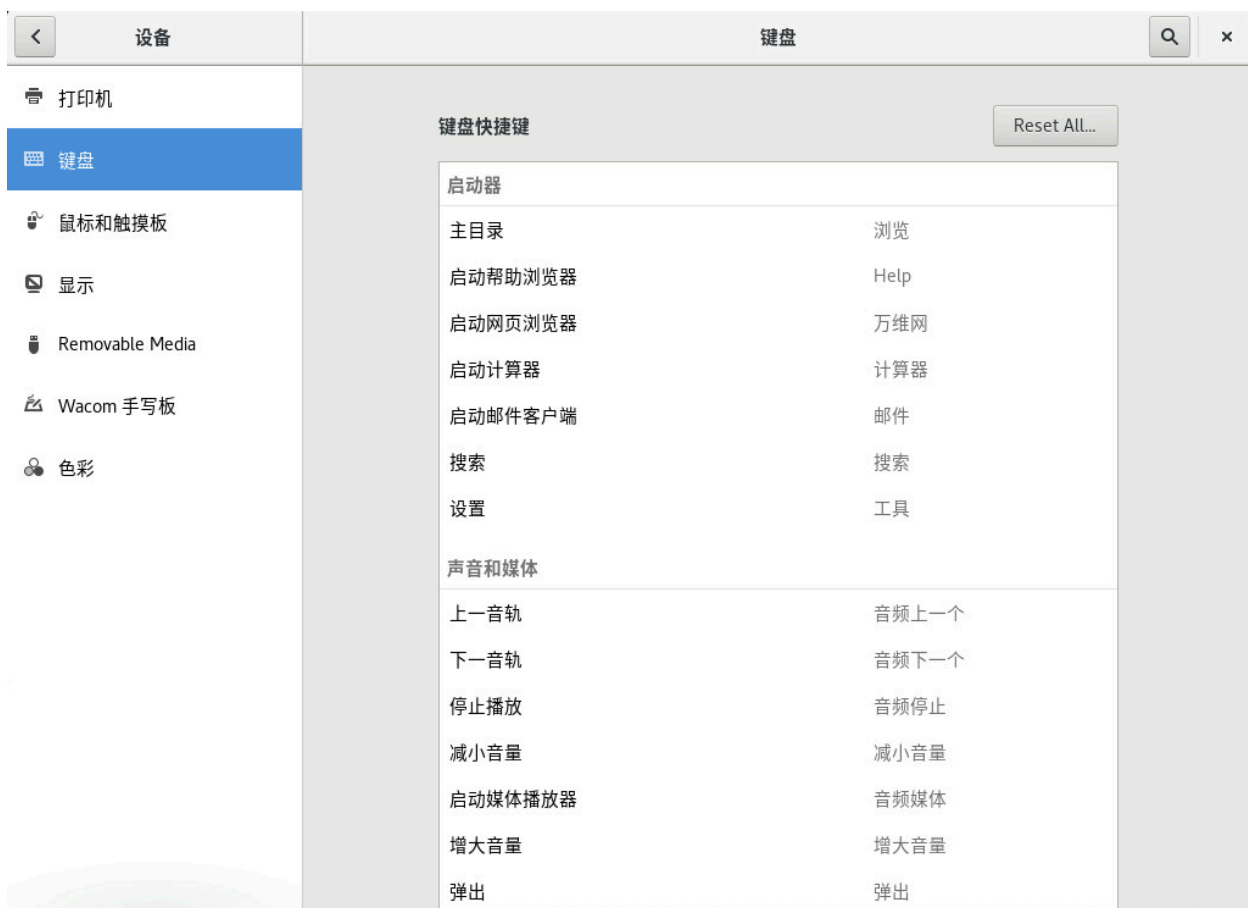 设备
键盘
打印机
键盘
鼠标和触摸板
显示
Removable Media
Wacom 手写板
色彩
键盘快捷键
Reset All...
启动器
主目录 浏览
启动帮助浏览器 Help
启动网页浏览器 万维网
启动计算器 计算器
启动邮件客户端 邮件
搜索 搜索
设置 工具
声音和媒体
上一音轨 音频上一个
下一音轨 音频下一个
停止播放 音频停止
减小音量 减小音量
启动媒体播放器 音频媒体
增大音量 增大音量
弹出 弹出